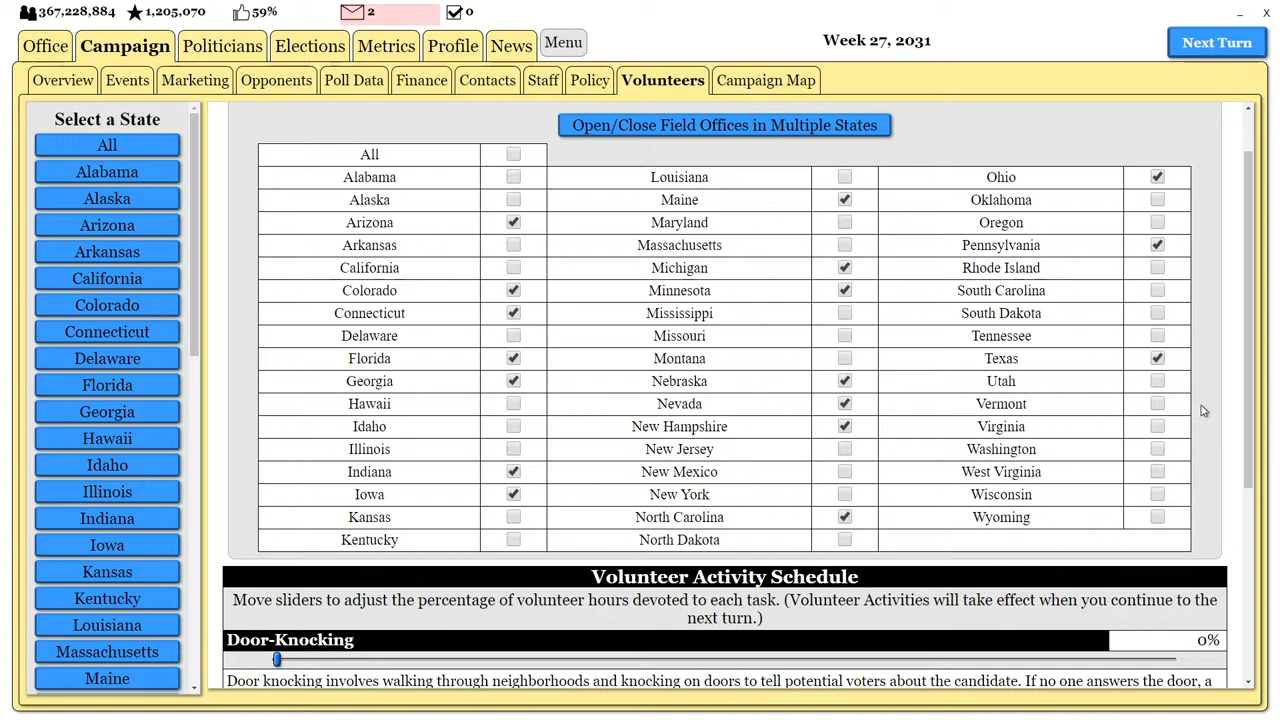 367,228,884 1,205,070 59% 2 0
Office Campaign Politicians Elections Metrics Profile News Menu Week 27, 2031 Next Turn
Overview Events Marketing Opponents Poll Data Finance Contacts Staff Policy Volunteers Campaign Map
Select a State
All
Alabama
Alaska
Arizona
Arkansas
California
Colorado
Connecticut
Delaware
Florida
Georgia
Hawaii
Idaho
Illinois
Indiana
Iowa
Kansas
Kentucky
Louisiana
Massachusetts
Maine
Open/Close Field Offices in Multiple States
All
Alabama Louisiana Ohio
Alaska Maine Oklahoma
Arizona Maryland Oregon
Arkansas Massachusetts Pennsylvania
California Michigan Rhode Island
Colorado Minnesota South Carolina
Connecticut Mississippi South Dakota
Delaware Missouri Tennessee
Florida Montana Texas
Georgia Nebraska Utah
Hawaii Nevada Vermont
Idaho New Hampshire Virginia
Illinois New Jersey Washington
Indiana New Mexico West Virginia
Iowa New York Wisconsin
Kansas North Carolina Wyoming
Kentucky North Dakota
Volunteer Activity Schedule
Move sliders to adjust the percentage of volunteer hours devoted to each task. (Volunteer Activities will take effect when you continue to the
next turn.)
Door-Knocking 0%
Door knocking involves walking through neighborhoods and knocking on doors to tell potential voters about the candidate. If no one answers the door, a